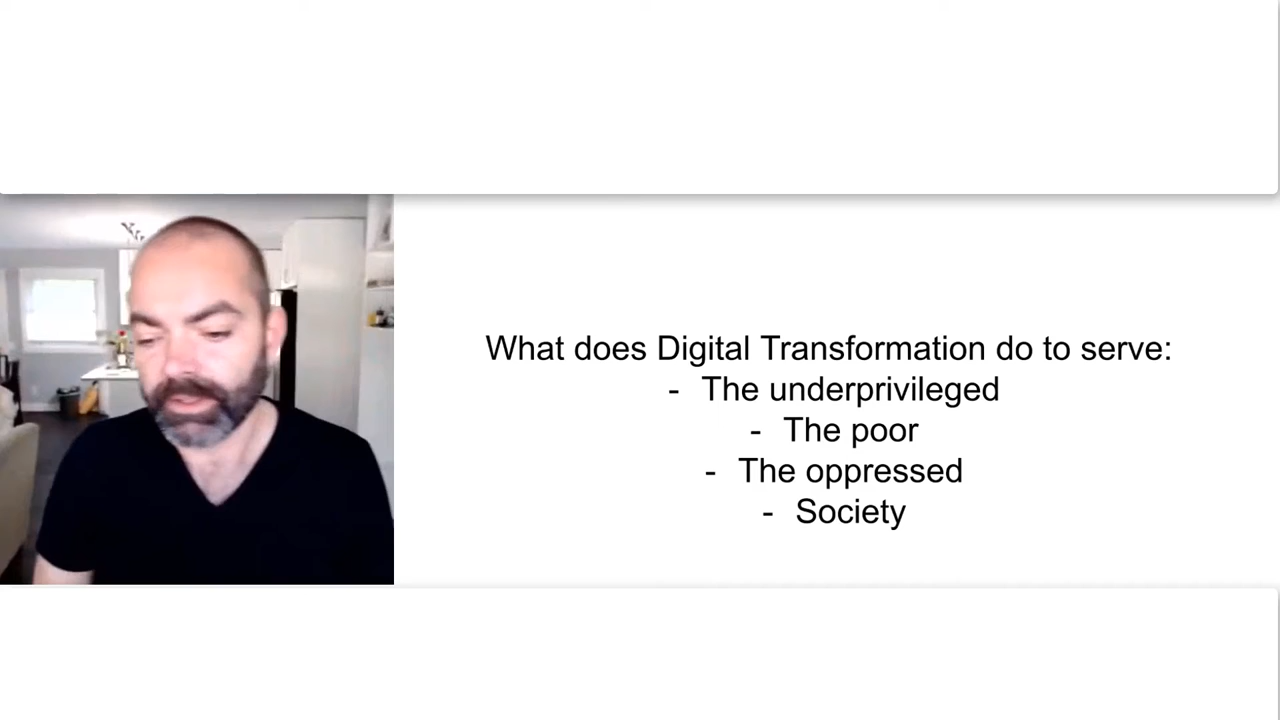 What does Digital Transformation do to serve:
- The underprivileged
- The poor
- The oppressed
- Society